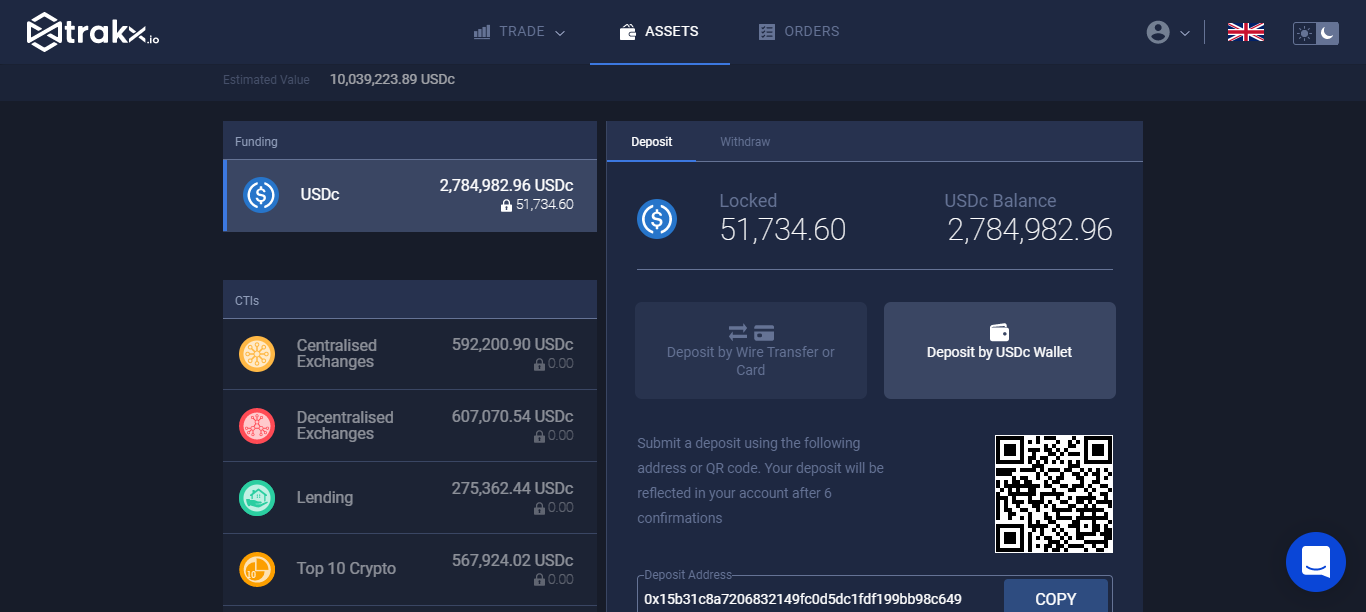 trakx.io
TRADE
ASSETS
ORDERS
Estimated Value 10,039,223.89 USDc
Funding
USDc
2,784,982.96 USDc
51,734.60
CTIs
Centralised
Exchanges
592,200.90 USDc
0.00
Decentralised
Exchanges
607,070.54 USDc
0.00
Lending
275,362.44 USDc
0.00
Top 10 Crypto
567,924.02 USDc
0.00
Deposit
Withdraw
Locked
51,734.60
USDc Balance
2,784,982.96
Deposit by Wire Transfer or
Card
Deposit by USDc Wallet
Submit a deposit using the following
address or QR code. Your deposit will be
reflected in your account after 6
confirmations
Deposit Address
0x15b31c8a7206832149fc0d5dc1fdf199bb98c649
COPY